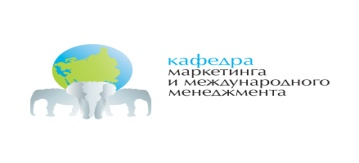 кафедра
маркетинга
и международного
менеджмента